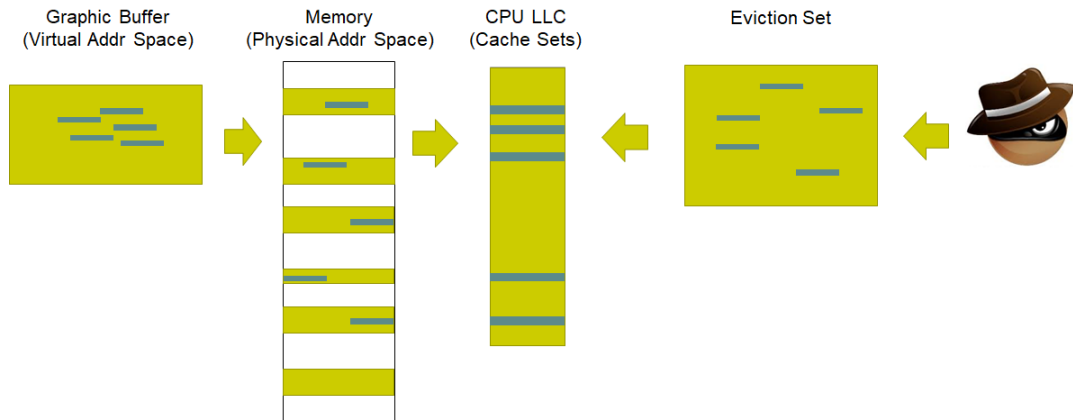 Graphic Buffer
(Virtual Addr Space)
Memory
(Physical Addr Space)
CPU LLC
(Cache Sets)
Eviction Set